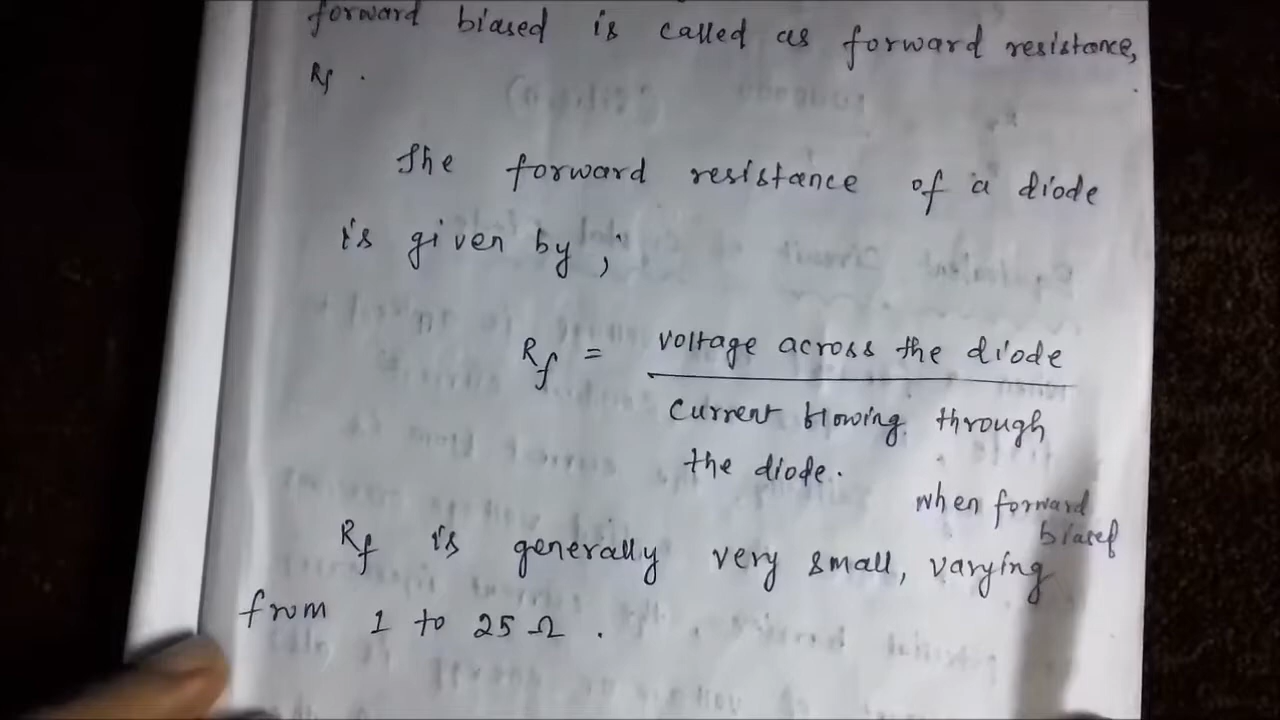 forward biased is called as forward resistance,
Rf .
The forward resistance of a diode
is given by,
Rf = voltage across the diode
current flowing through
the diode.
when forward
biased
Rf is generally very small, varying
from 1 to 25 Ω .